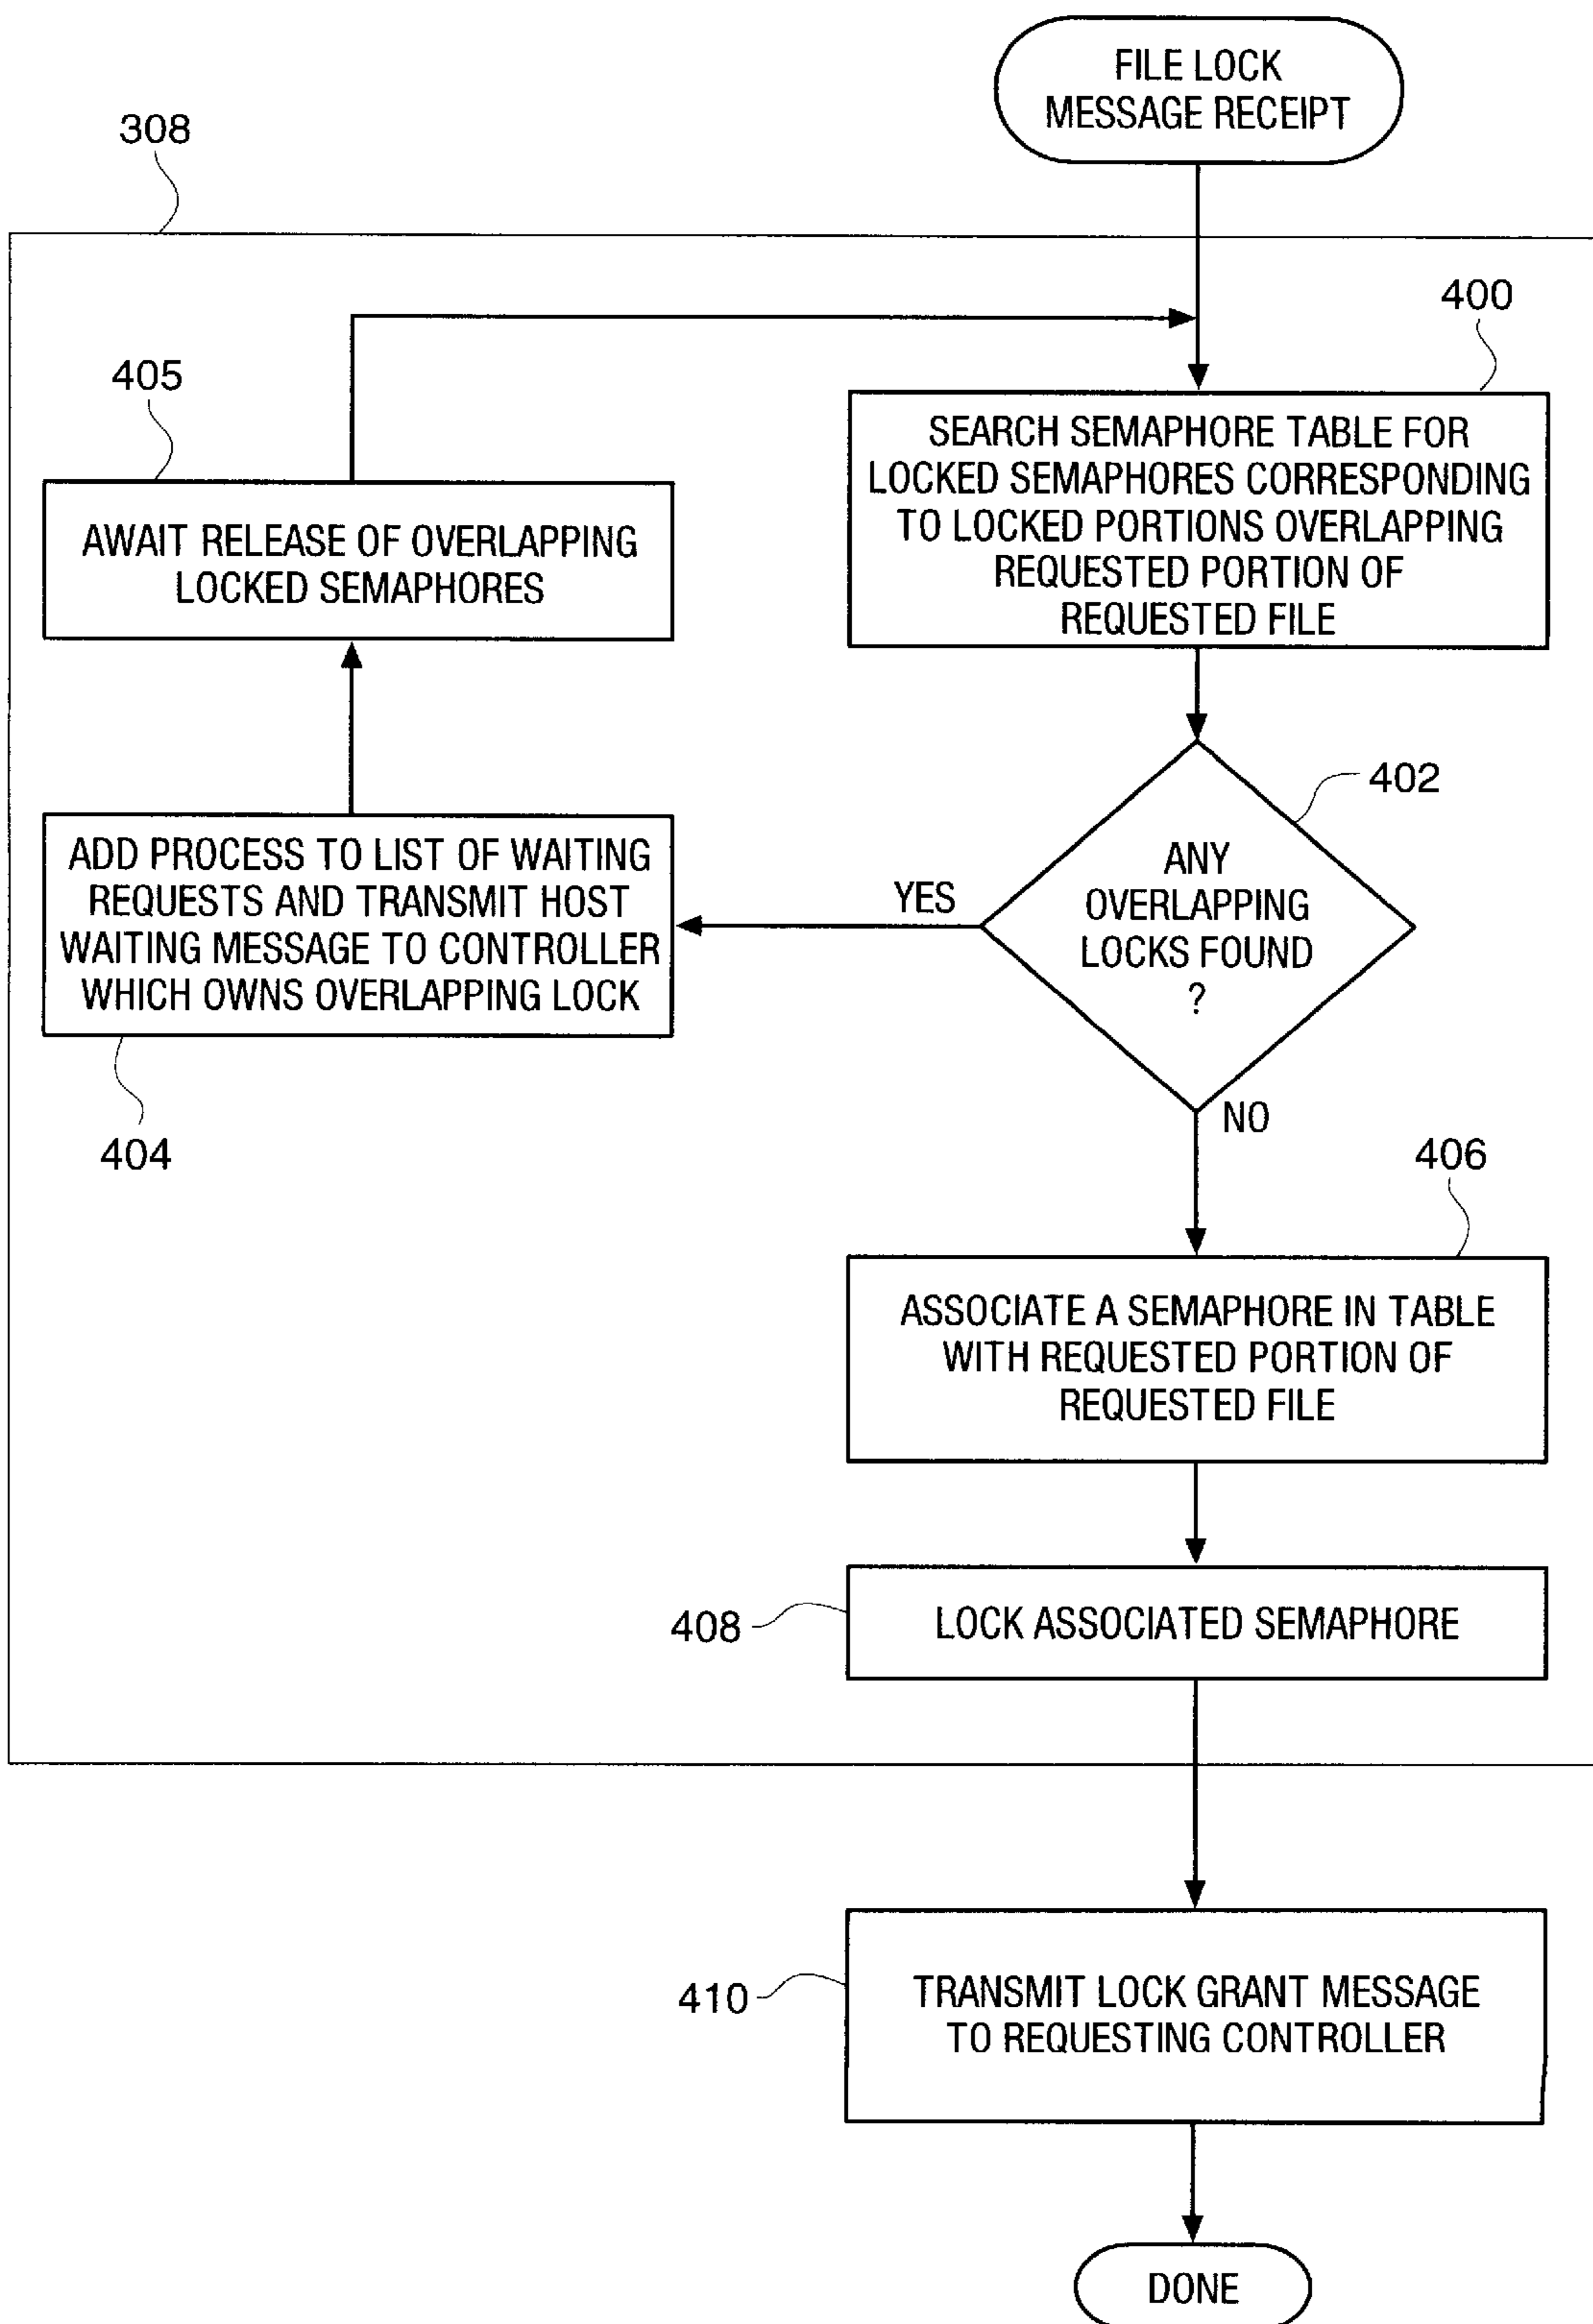 FILE LOCK
MESSAGE RECEIPT
308
400
405
SEARCH SEMAPHORE TABLE FOR
LOCKED SEMAPHORES CORRESPONDING
TO LOCKED PORTIONS OVERLAPPING
REQUESTED PORTION OF
REQUESTED FILE
AWAIT RELEASE OF OVERLAPPING
LOCKED SEMAPHORES
402
ANY
OVERLAPPING
LOCKS FOUND
?
YES
ADD PROCESS TO LIST OF WAITING
REQUESTS AND TRANSMIT HOST
WAITING MESSAGE TO CONTROLLER
WHICH OWNS OVERLAPPING LOCK
404
NO
406
ASSOCIATE A SEMAPHORE IN TABLE
WITH REQUESTED PORTION OF
REQUESTED FILE
408
LOCK ASSOCIATED SEMAPHORE
410
TRANSMIT LOCK GRANT MESSAGE
TO REQUESTING CONTROLLER
DONE